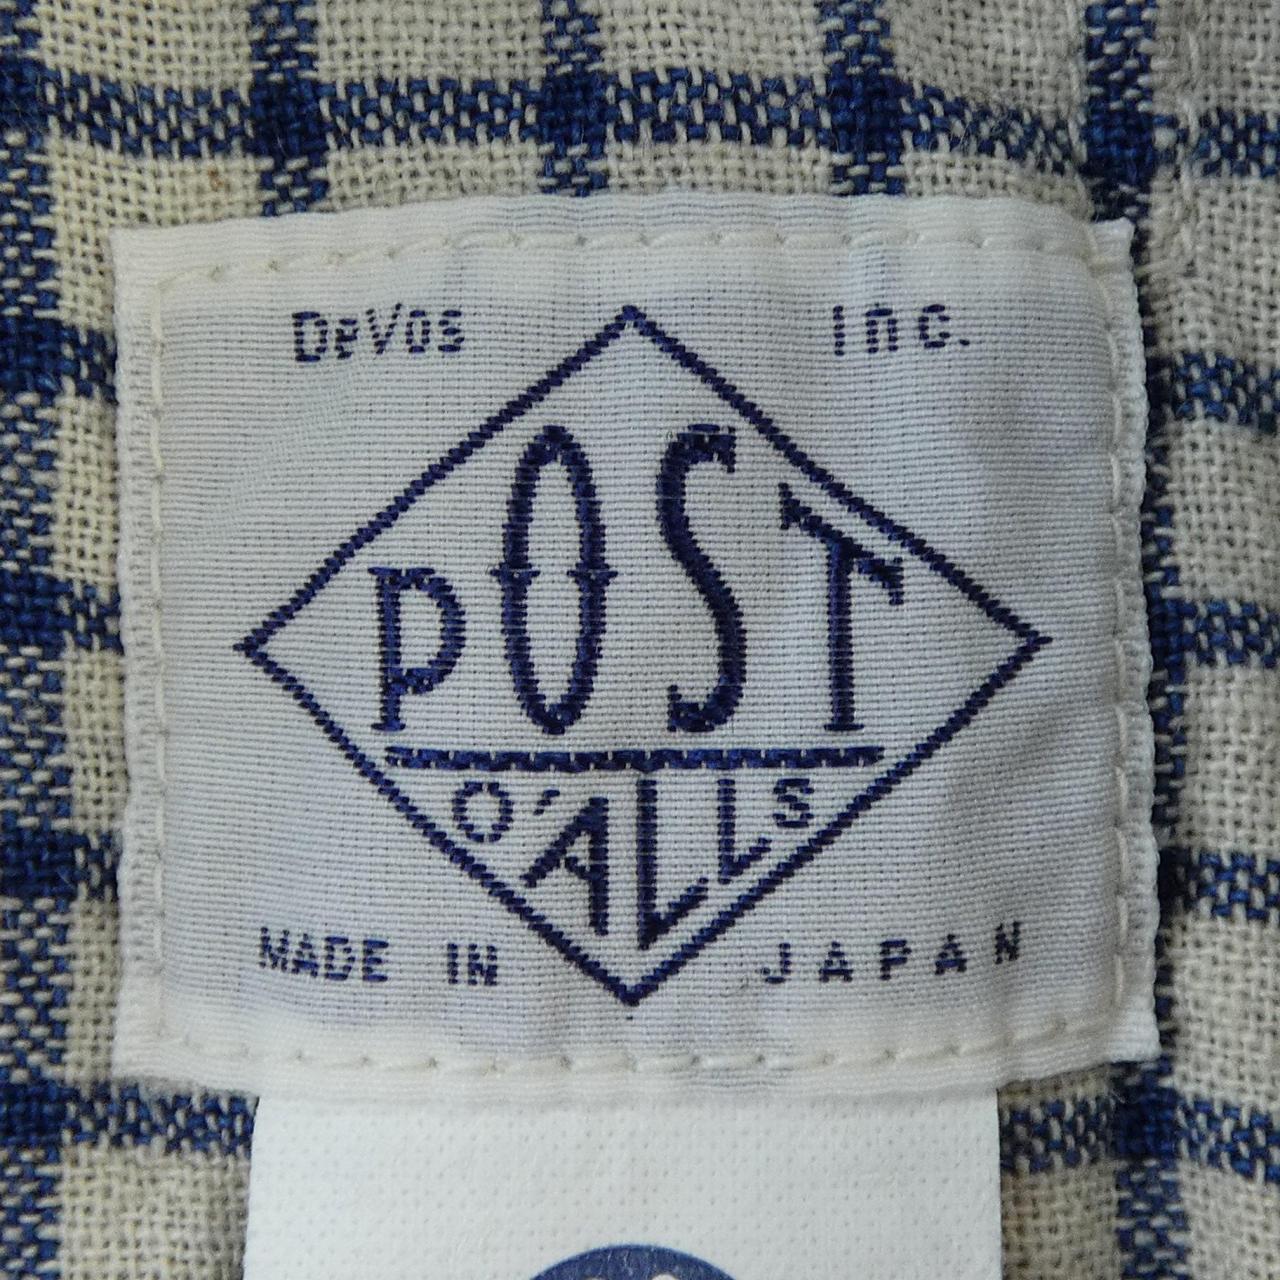 DeVos Inc.
POST
O'ALLS
MADE IN JAPAN